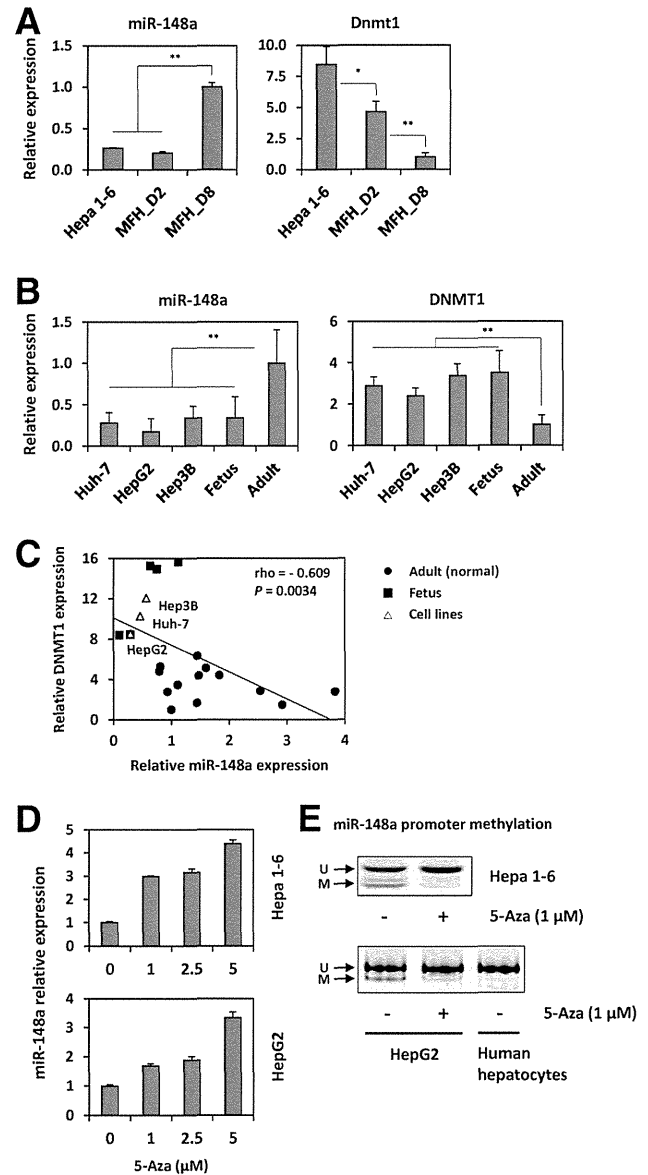 A
miR-148a
Dnmt1
Relative expression
1.5
1.0
0.5
0.0
**
Hepa 1-6
MFH_D2
MFH_D8
10.0
7.5
5.0
2.5
0.0
*
**
Hepa 1-6
MFH_D2
MFH_D8
B
miR-148a
DNMT1
Relative expression
1.5
1.0
0.5
0.0
**
Huh-7
HepG2
Hep3B
Fetus
Adult
6
4
2
0
**
Huh-7
HepG2
Hep3B
Fetus
Adult
C
Relative DNMT1 expression
16
12
8
4
0
rho = - 0.609
P = 0.0034
Hep3B
Huh-7
HepG2
0 1 2 3 4
Relative miR-148a expression
Adult (normal)
Fetus
Cell lines
D
miR-148a relative expression
5
4
3
2
1
0
0 1 2.5 5
Hepa 1-6
4
3
2
1
0
0 1 2.5 5
HepG2
5-Aza (µM)
E
miR-148a promoter methylation
U
M
Hepa 1-6
- + 5-Aza (1 µM)
U
M
- + - 5-Aza (1 µM)
HepG2
Human
hepatocytes